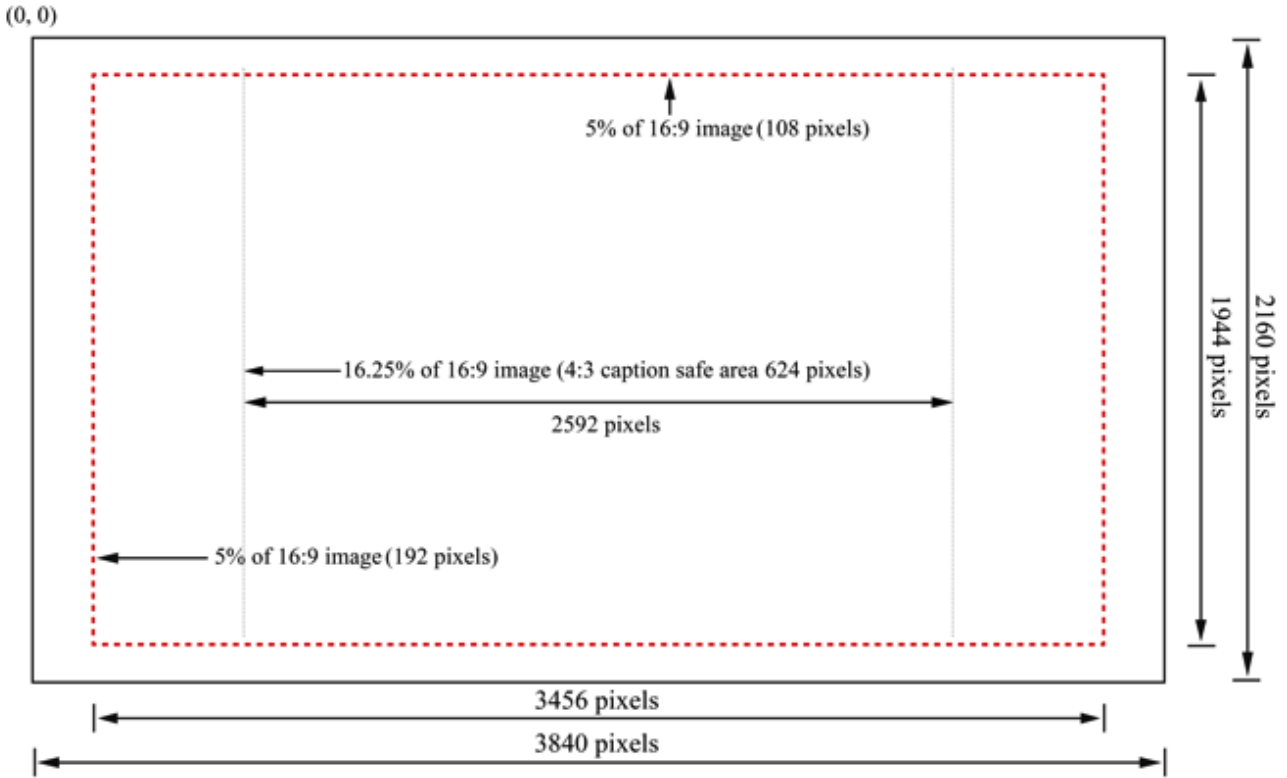 (0, 0)
5% of 16:9 image (108 pixels)
16.25% of 16:9 image (4:3 caption safe area 624 pixels)
2592 pixels
5% of 16:9 image (192 pixels)
1944 pixels
2160 pixels
3456 pixels
3840 pixels